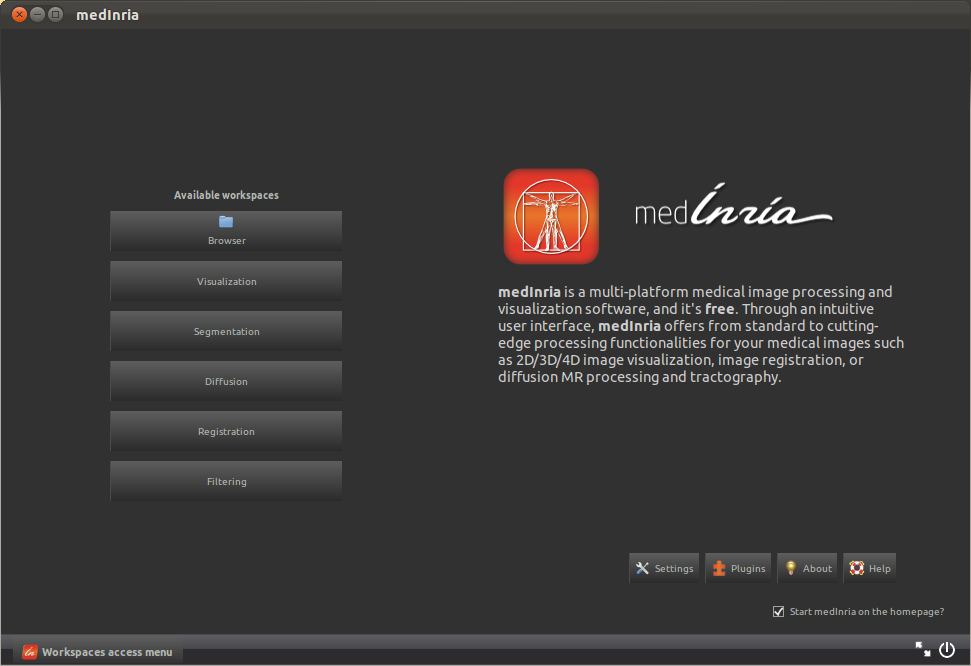 medInria
Available workspaces
Browser
Visualization
Segmentation
Diffusion
Registration
Filtering
medInria
medInria is a multi-platform medical image processing and
visualization software, and it's free. Through an intuitive
user interface, medInria offers from standard to cutting-
edge processing functionalities for your medical images such
as 2D/3D/4D image visualization, image registration, or
diffusion MR processing and tractography.
Settings Plugins About Help
Start medInria on the homepage?
In Workspaces access menu